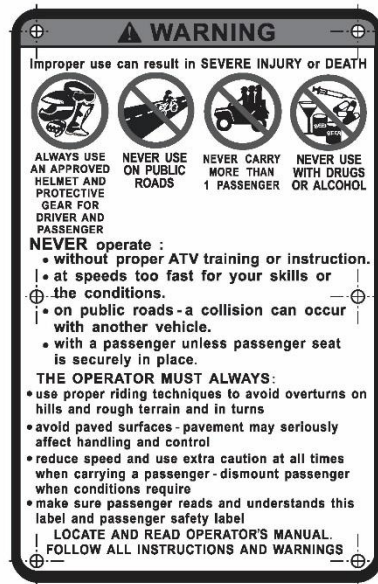 WARNING
Improper use can result in SEVERE INJURY or DEATH
ALWAYS USE
AN APPROVED
HELMET AND
PROTECTIVE
GEAR FOR
DRIVER AND
PASSENGER
NEVER USE
ON PUBLIC
ROADS
NEVER CARRY
MORE THAN
1 PASSENGER
NEVER USE
WITH DRUGS
OR ALCOHOL
NEVER operate :
• without proper ATV training or instruction.
• at speeds too fast for your skills or
the conditions.
• on public roads - a collision can occur
with another vehicle.
• with a passenger unless passenger seat
is securely in place.
THE OPERATOR MUST ALWAYS:
• use proper riding techniques to avoid overturns on
hills and rough terrain and in turns
• avoid paved surfaces - pavement may seriously
affect handling and control
• reduce speed and use extra caution at all times
when carrying a passenger - dismount passenger
when conditions require
• make sure passenger reads and understands this
label and passenger safety label
LOCATE AND READ OPERATOR'S MANUAL.
FOLLOW ALL INSTRUCTIONS AND WARNINGS